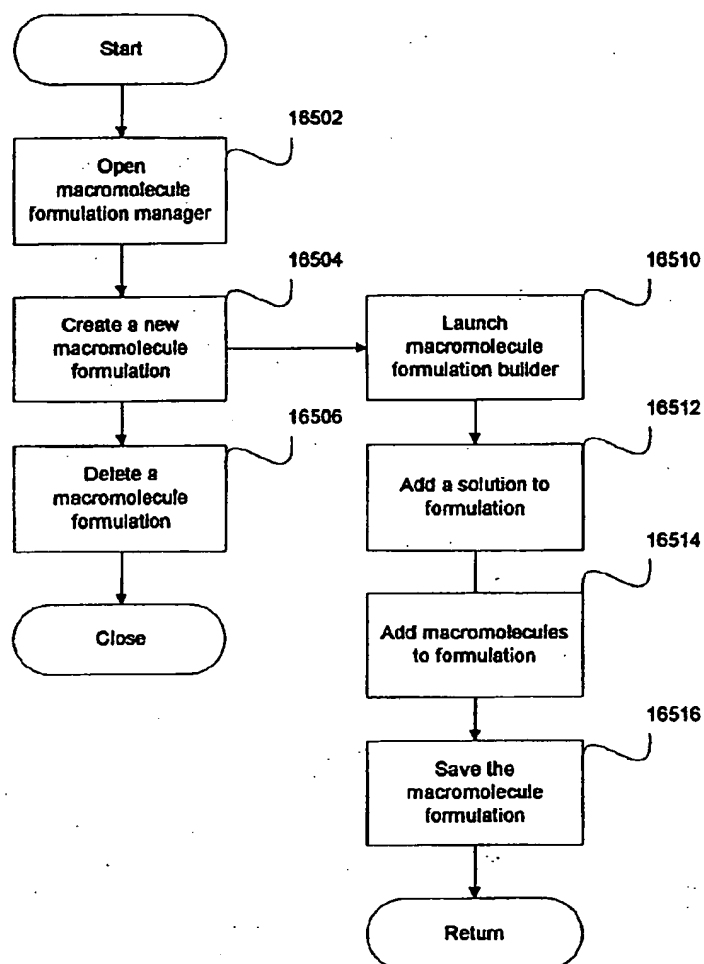 Start
16502
Open
macromolecule
formulation manager
16504
Create a new
macromolecule
formulation
16506
Delete a
macromolecule
formulation
Close
16510
Launch
macromolecule
formulation builder
16512
Add a solution to
formulation
16514
Add macromolecules
to formulation
16516
Save the
macromolecule
formulation
Return